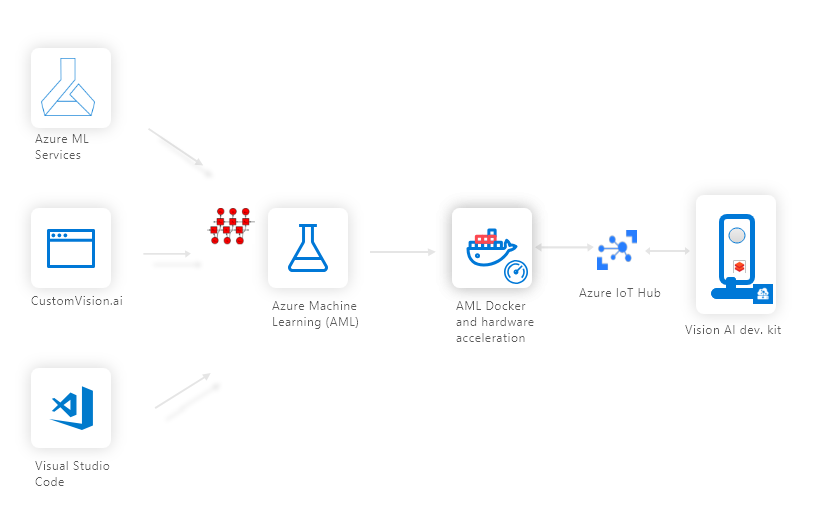 Azure ML
Services
CustomVision.ai
Visual Studio
Code
Azure Machine
Learning (AML)
AML Docker
and hardware
acceleration
Azure IoT Hub
Vision AI dev. kit